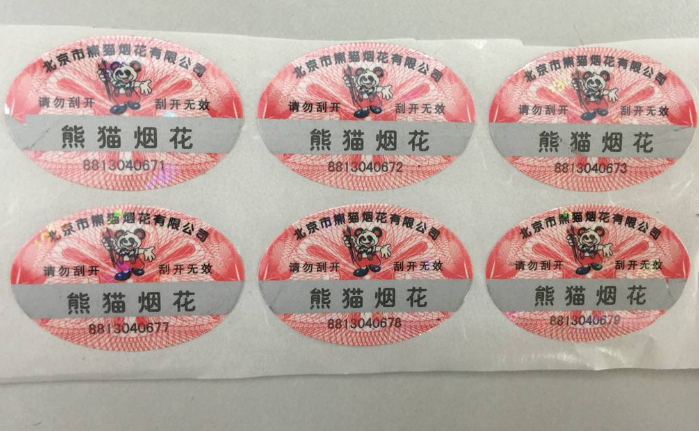 北京市熊猫烟花有限公司
请勿刮开 刮开无效
熊猫烟花
8813040671
北京市熊猫烟花有限公司
请勿刮开 刮开无效
熊猫烟花
8813040672
北京市熊猫烟花有限公司
请勿刮开 刮开无效
熊猫烟花
8813040673
北京市熊猫烟花有限公司
请勿刮开 刮开无效
熊猫烟花
8813040677
北京市熊猫烟花有限公司
请勿刮开 刮开无效
熊猫烟花
8813040678
北京市熊猫烟花有限公司
请勿刮开 刮开无效
熊猫烟花
8813040679